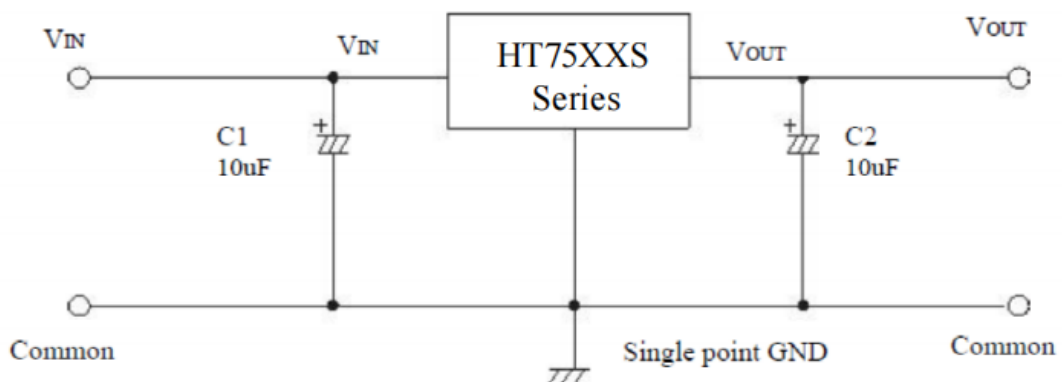 VIN
VIN
HT75XXS
Series
VOUT
VOUT
+
C1
10uF
+
C2
10uF
Common
Single point GND
Common